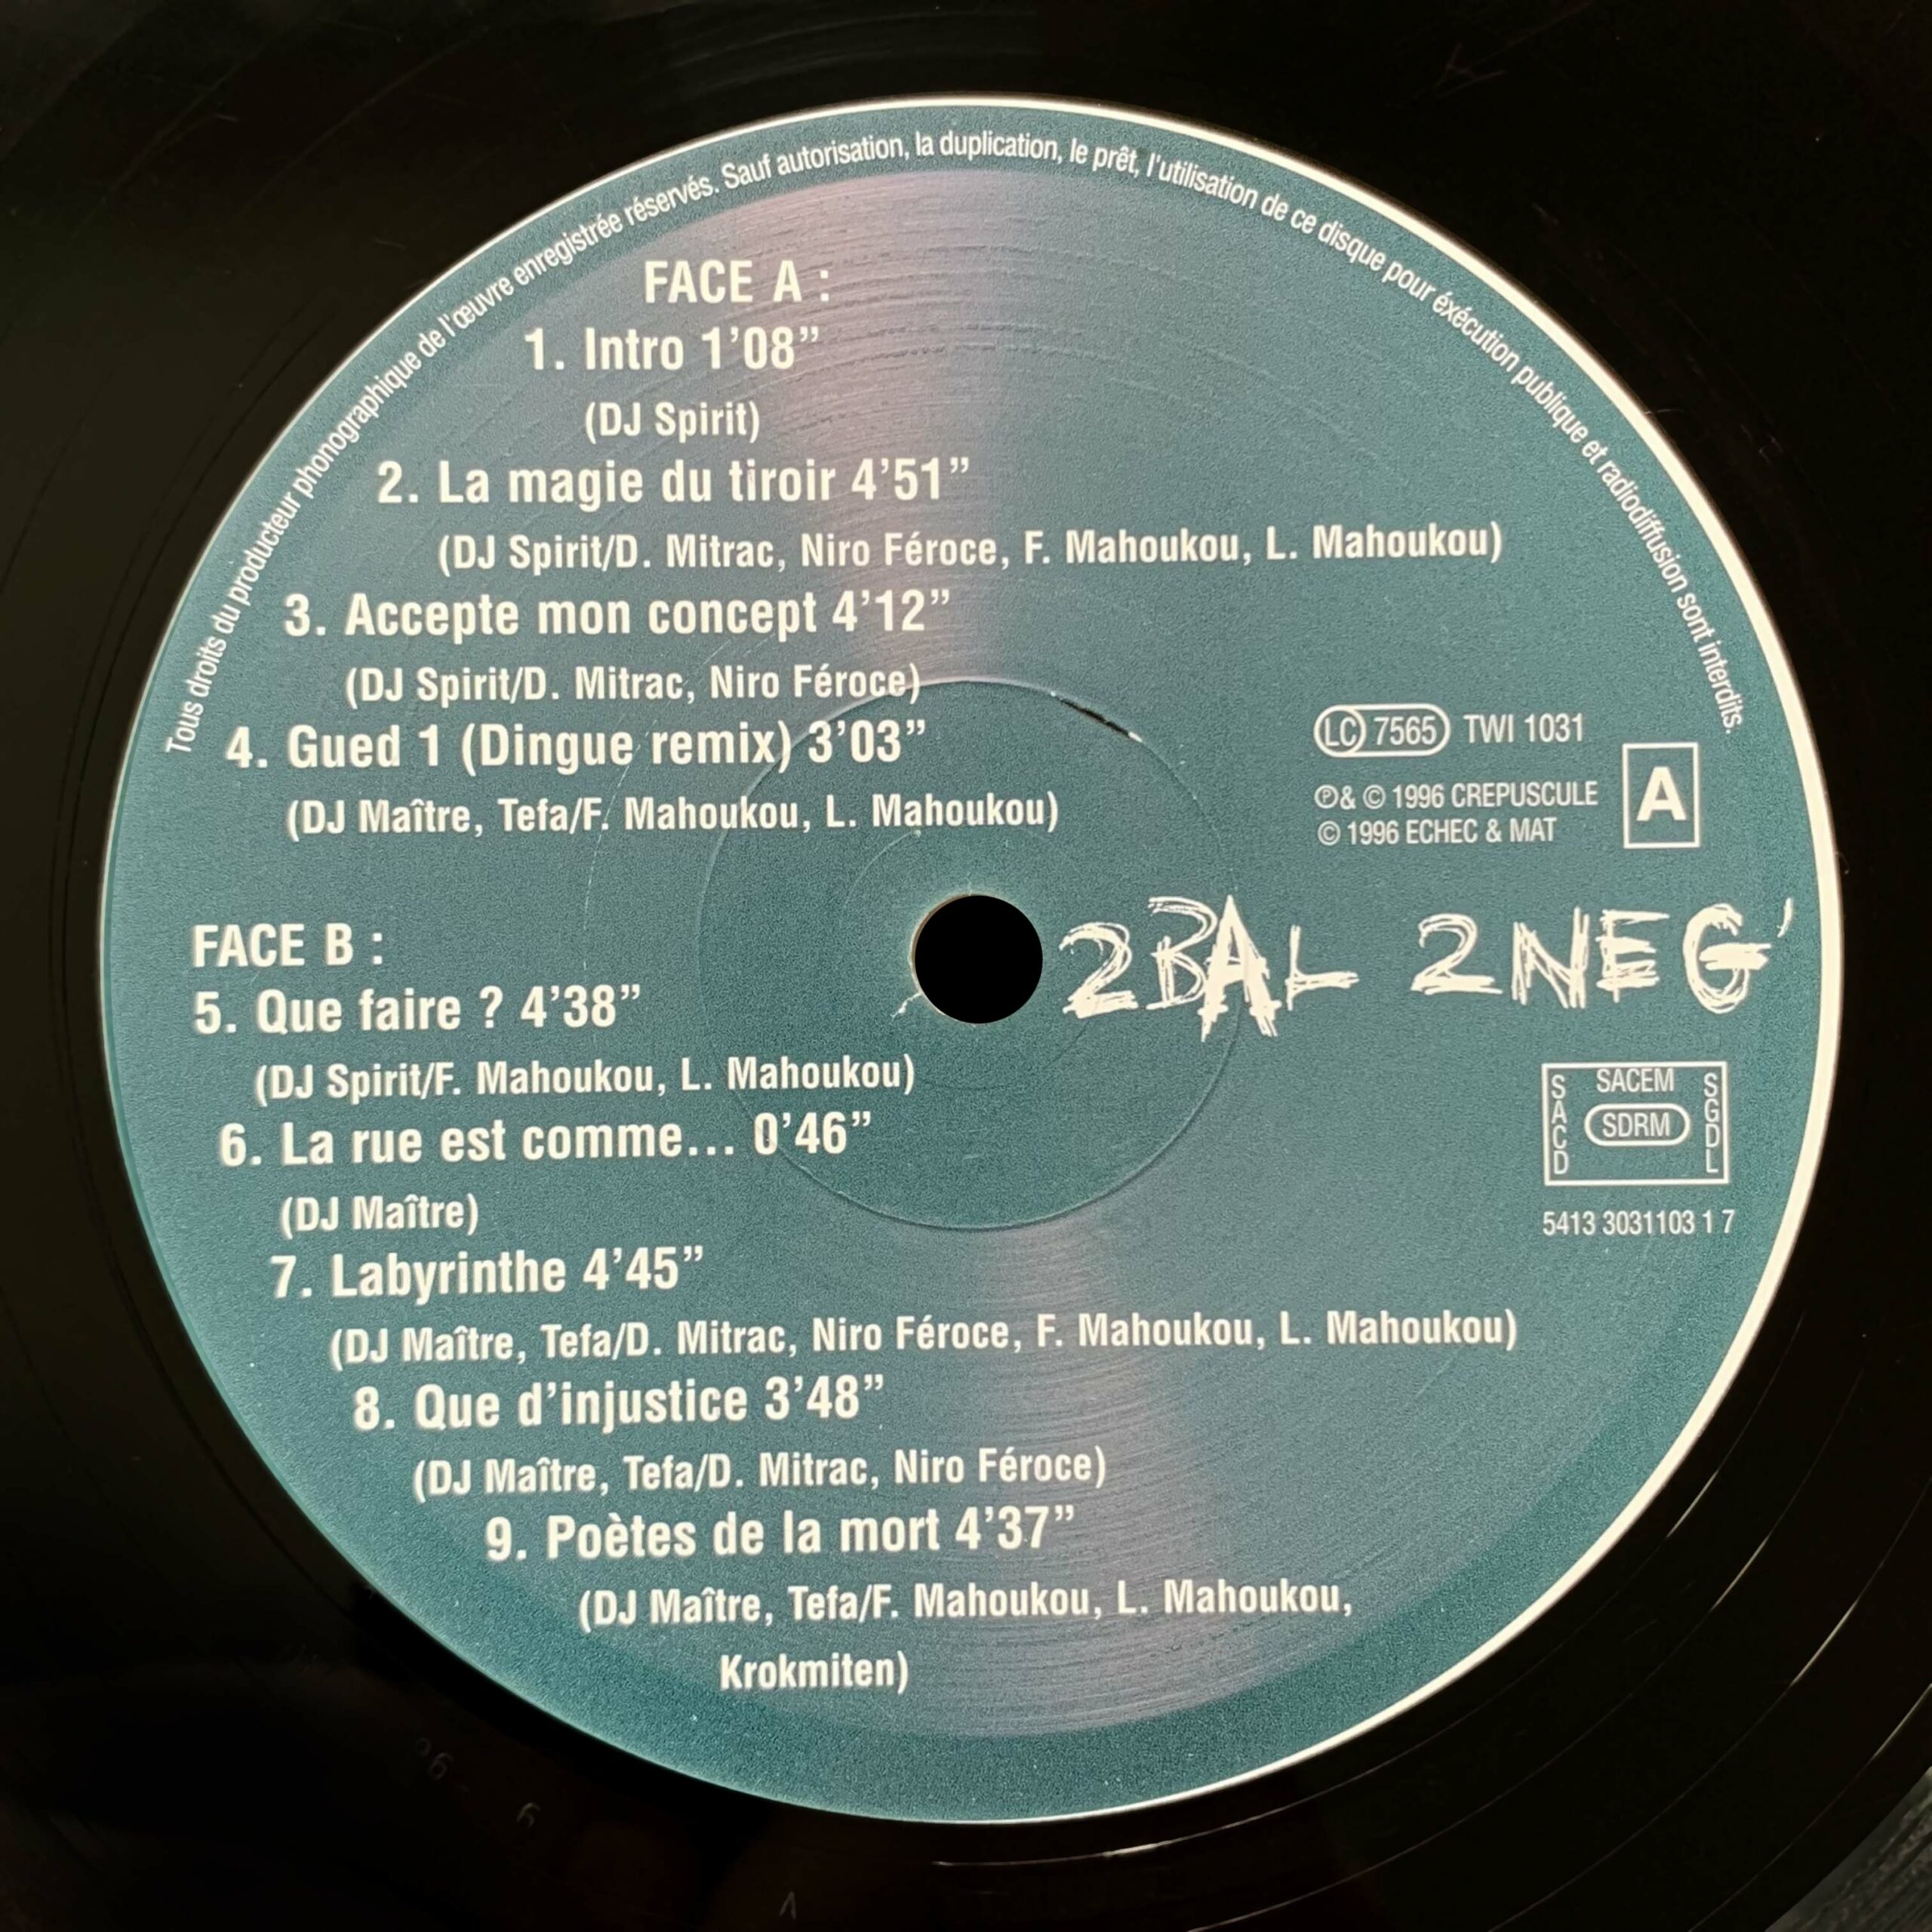 Tous droits du producteur phonographique de l'œuvre enregistrée réservés. Sauf autorisation, la duplication, le prêt, l'utilisation de ce disque pour éxécution publique et radiodiffusion sont interdits.
FACE A :
1. Intro 1’08”
(DJ Spirit)
2. La magie du tiroir 4’51”
(DJ Spirit/D. Mitrac, Niro Féroce, F. Mahoukou, L. Mahoukou)
3. Accepte mon concept 4’12”
(DJ Spirit/D. Mitrac, Niro Féroce)
4. Gued 1 (Dingue remix) 3’03”
(DJ Maître, Tefa/F. Mahoukou, L. Mahoukou)
LC 7565 TWI 1031
℗& © 1996 CREPUSCULE
© 1996 ECHEC & MAT
A
2BAL 2NEG'
FACE B :
5. Que faire ? 4’38”
(DJ Spirit/F. Mahoukou, L. Mahoukou)
6. La rue est comme... 0’46”
(DJ Maître)
7. Labyrinthe 4’45”
(DJ Maître, Tefa/D. Mitrac, Niro Féroce, F. Mahoukou, L. Mahoukou)
8. Que d’injustice 3’48”
(DJ Maître, Tefa/D. Mitrac, Niro Féroce)
9. Poètes de la mort 4’37”
(DJ Maître, Tefa/F. Mahoukou, L. Mahoukou,
Krokmiten)
SACD
SACEM
SDRM
SGDL
5413 3031103 1 7